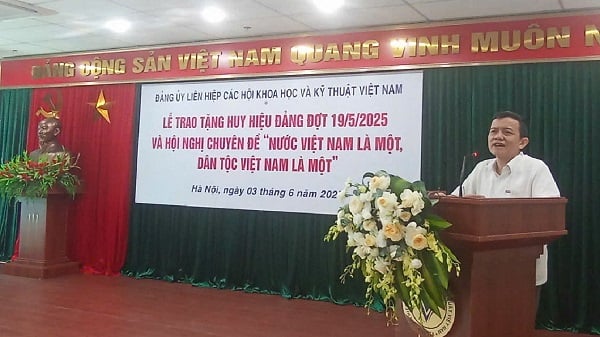 ĐẢNG CỘNG SẢN VIỆT NAM QUANG VINH MUÔN N
ĐẢNG ỦY LIÊN HIỆP CÁC HỘI KHOA HỌC VÀ KỸ THUẬT VIỆT NAM
LỄ TRAO TẶNG HUY HIỆU ĐẢNG ĐỢT 19/5/2025
VÀ HỘI NGHỊ CHUYÊN ĐỀ “NƯỚC VIỆT NAM LÀ MỘT,
DÂN TỘC VIỆT NAM LÀ MỘT”
Hà Nội, ngày 03 tháng 6 năm 202